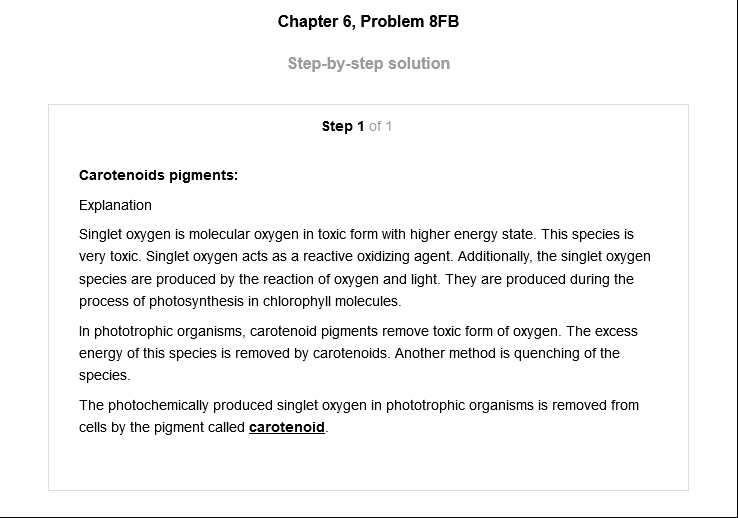 Chapter 6, Problem 8FB
Step-by-step solution
Step 1 of 1
Carotenoids pigments:
Explanation
Singlet oxygen is molecular oxygen in toxic form with higher energy state. This species is
very toxic. Singlet oxygen acts as a reactive oxidizing agent. Additionally, the singlet oxygen
species are produced by the reaction of oxygen and light. They are produced during the
process of photosynthesis in chlorophyll molecules.
In phototrophic organisms, carotenoid pigments remove toxic form of oxygen. The excess
energy of this species is removed by carotenoids. Another method is quenching of the
species.
The photochemically produced singlet oxygen in phototrophic organisms is removed from
cells by the pigment called carotenoid.